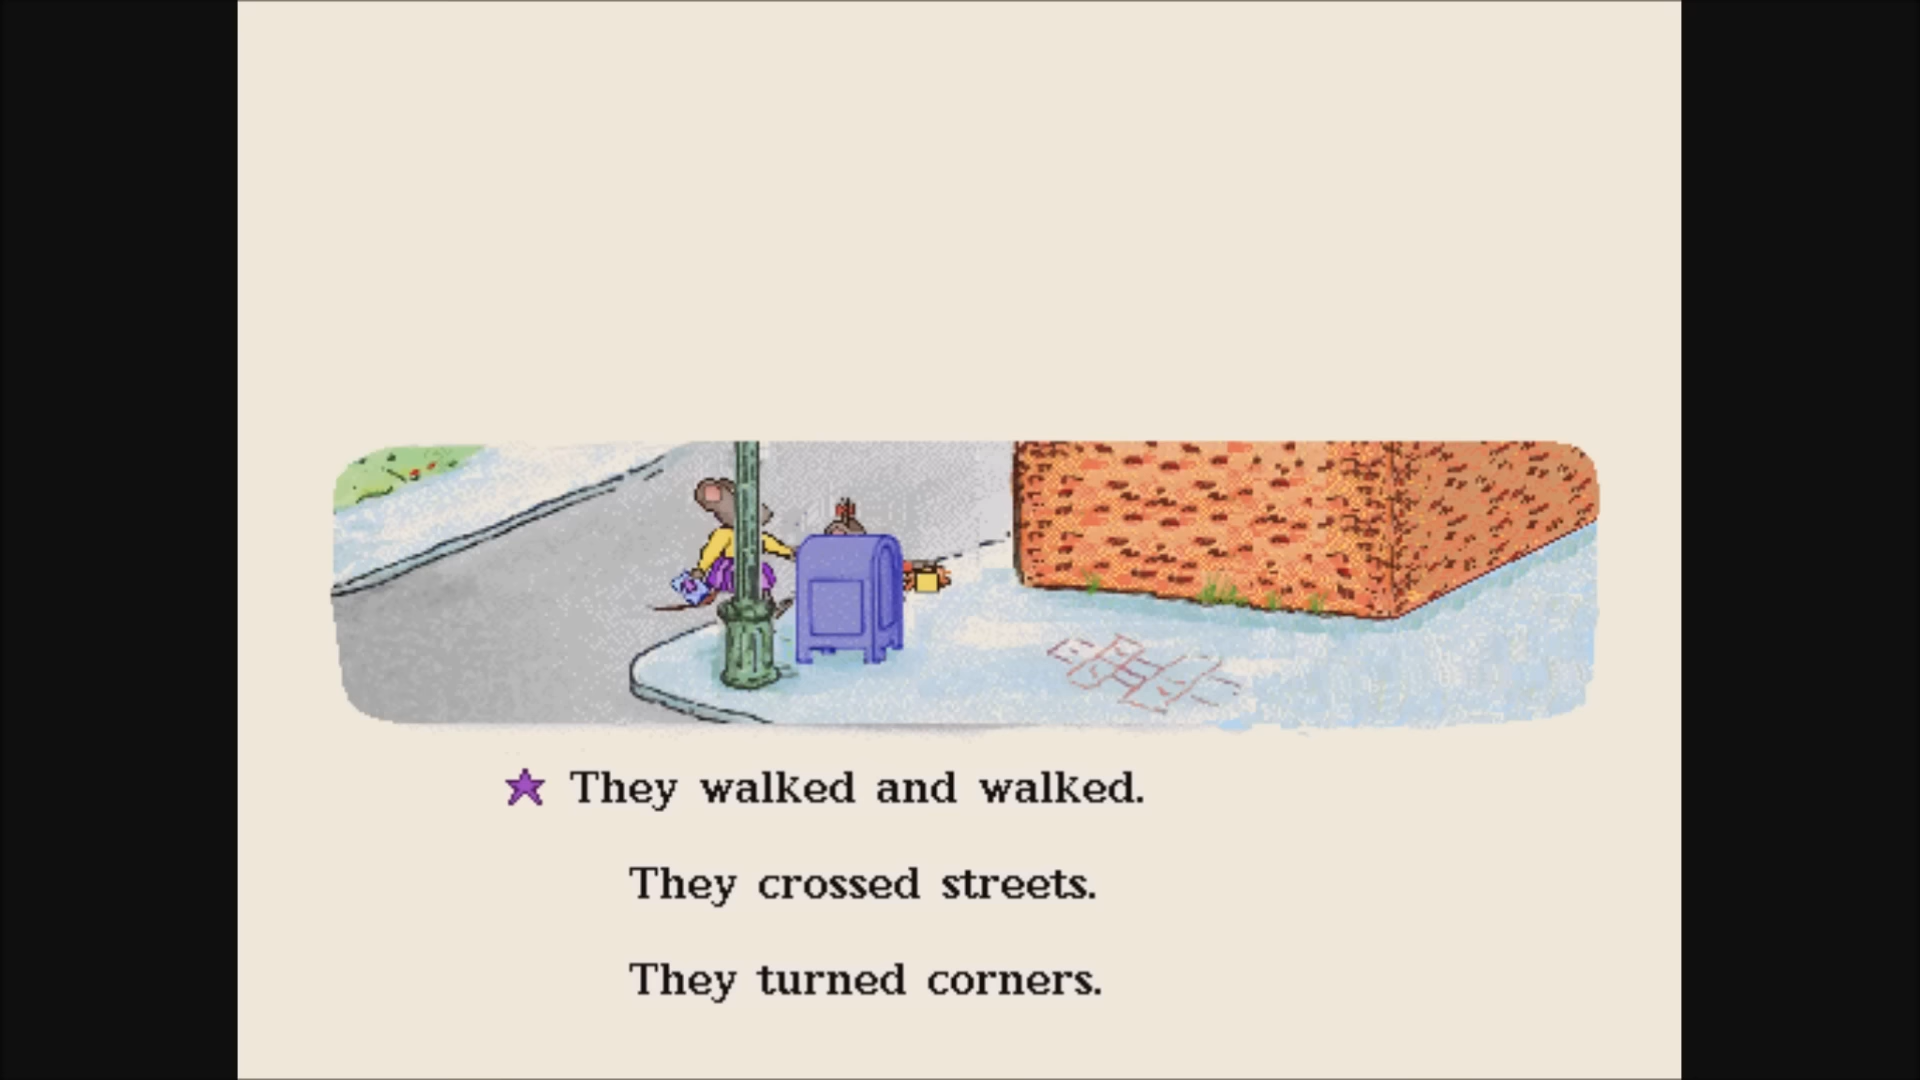 They walked and walked.
They crossed streets.
They turned corners.